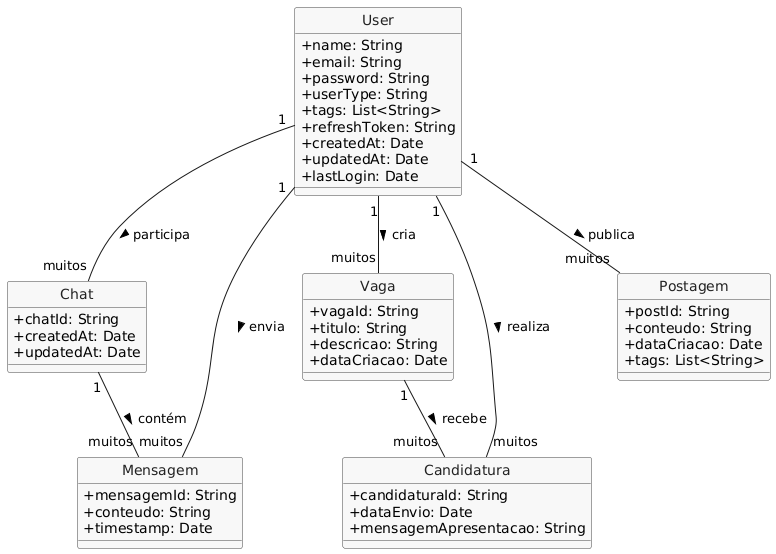 User
+name: String
+email: String
+password: String
+userType: String
+tags: List<String>
+refreshToken: String
+createdAt: Date
+updatedAt: Date
+lastLogin: Date
1
1
1
1
1
participa
cria
publica
muitos
muitos
muitos
Chat
+chatId: String
+createdAt: Date
+updatedAt: Date
envia
Vaga
+vagaId: String
+titulo: String
+descricao: String
+dataCriacao: Date
realiza
Postagem
+postId: String
+conteudo: String
+dataCriacao: Date
+tags: List<String>
1
contém
muitos
muitos
1
recebe
muitos
muitos
Mensagem
+mensagemId: String
+conteudo: String
+timestamp: Date
Candidatura
+candidaturaId: String
+dataEnvio: Date
+mensagemApresentacao: String